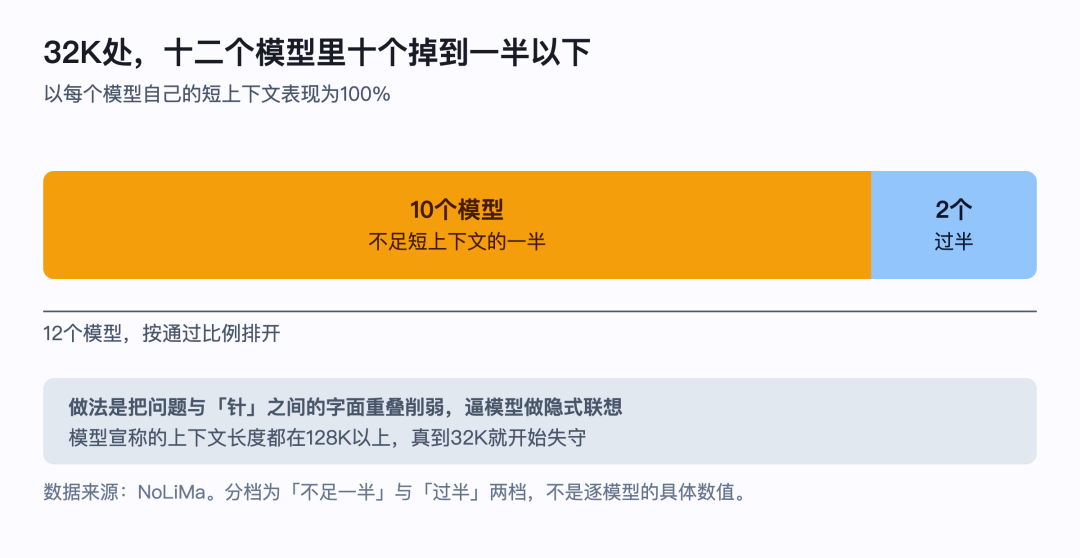 32K处，十二个模型里十个掉到一半以下
以每个模型自己的短上下文表现为100%
10个模型
不足短上下文的一半
2个
过半
12个模型，按通过比例排开
做法是把问题与「针」之间的字面重叠削弱，逼模型做隐式联想
模型宣称的上下文长度都在128K以上，真到32K就开始失守
数据来源：NoLiMa。分档为「不足一半」与「过半」两档，不是逐模型的具体数值。